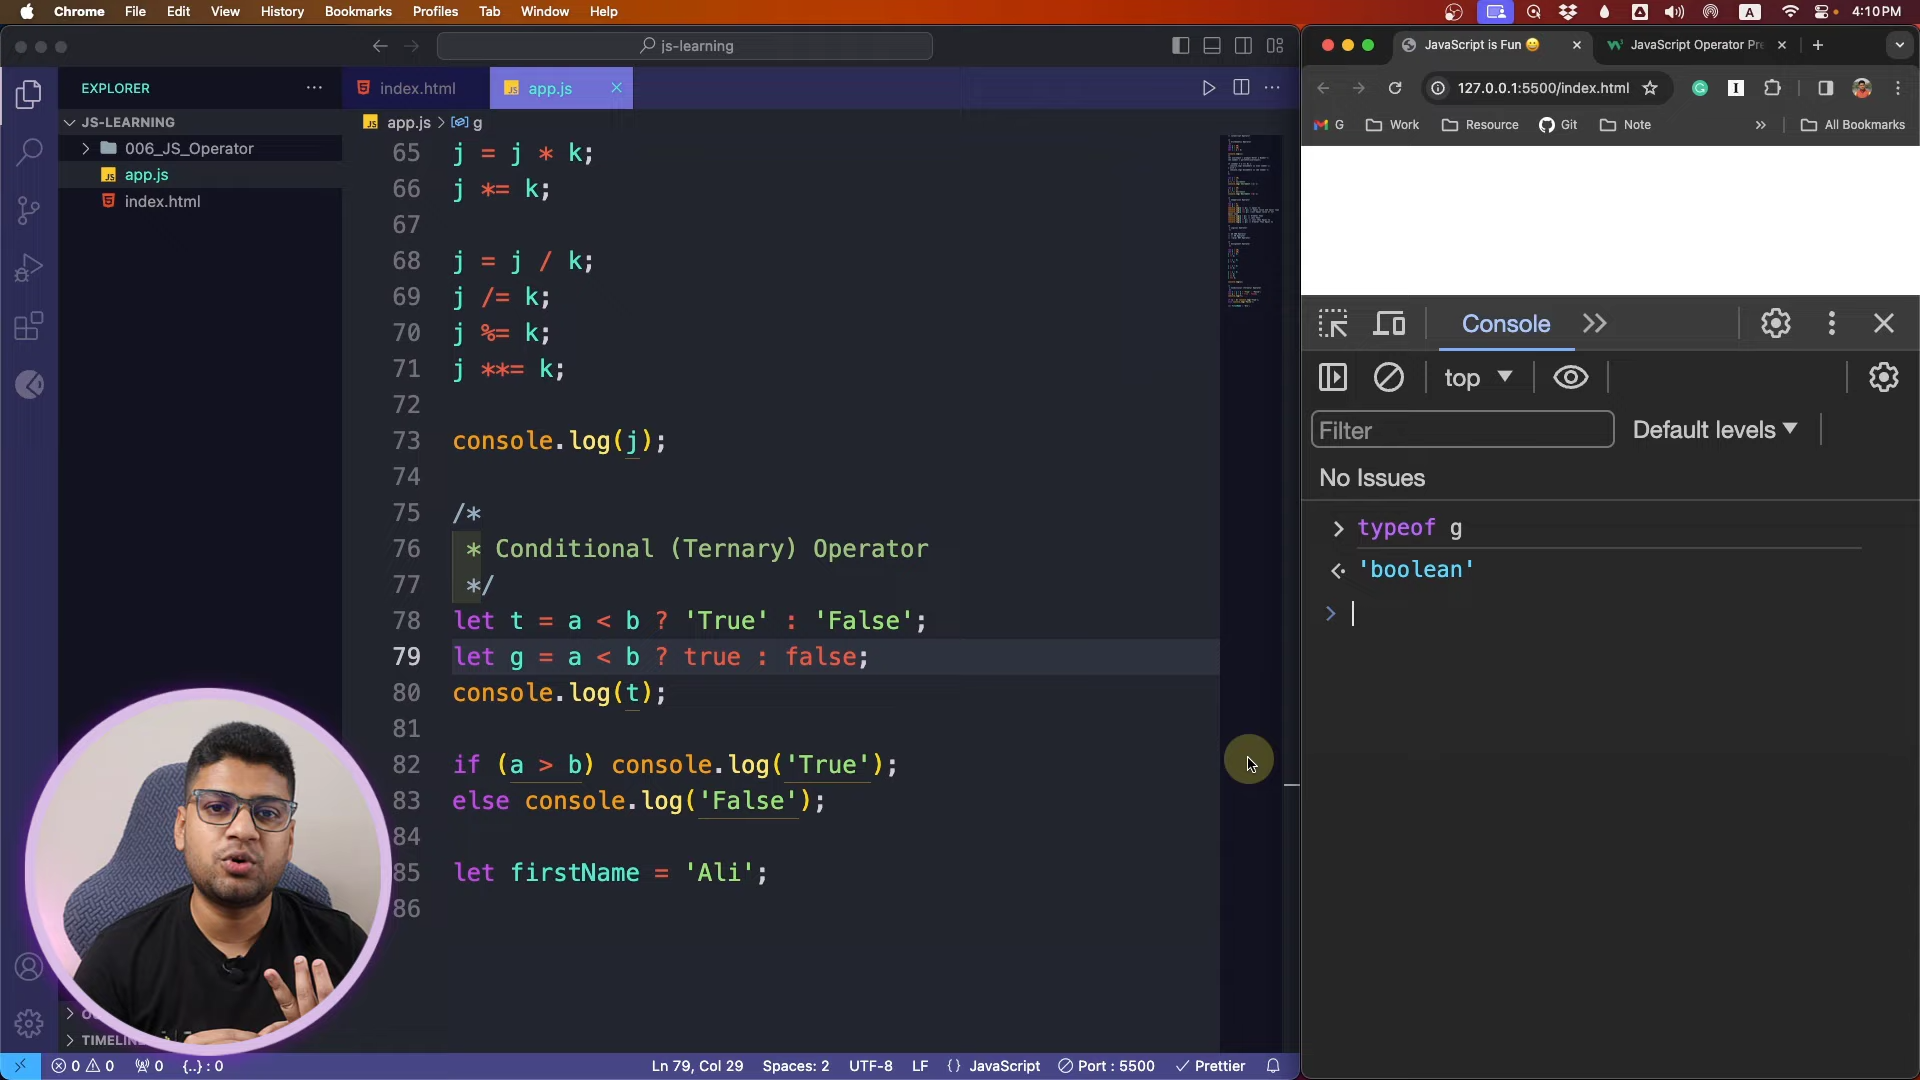 Chrome File Edit View History Bookmarks Profiles Tab Window Help
A
4:10 PM
js-learning
JavaScript is Fun 😀
JavaScript Operator Pre
EXPLORER
index.html
app.js
127.0.0.1:5500/index.html
JS-LEARNING
app.js > g
G
Work
Resource
Git
Note
All Bookmarks
006_JS_Operator
app.js
index.html
65 j = j * k;
66 j *= k;
67
68 j = j / k;
69 j /= k;
70 j %= k;
71 j **= k;
72
73 console.log(j);
74
75 /*
76 * Conditional (Ternary) Operator
77 */
78 let t = a < b ? 'True' : 'False';
79 let g = a < b ? true : false;
80 console.log(t);
81
82 if (a > b) console.log('True');
83 else console.log('False');
84
85 let firstName = 'Ali';
86
Console
top
Filter
Default levels
No Issues
> typeof g
'boolean'
>
TIMELINE
0 0 0 {..} : 0
Ln 79, Col 29 Spaces: 2 UTF-8 LF {} JavaScript Port : 5500 Prettier